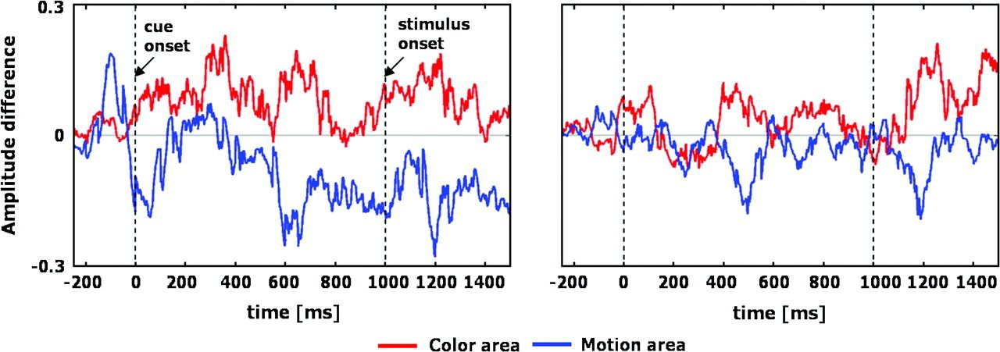 0.3
cue
onset
stimulus
onset
Amplitude difference
0
-0.3
-200 0 200 400 600 800 1000 1200 1400
-200 0 200 400 600 800 1000 1200 1400
time [ms]
time [ms]
Color area Motion area